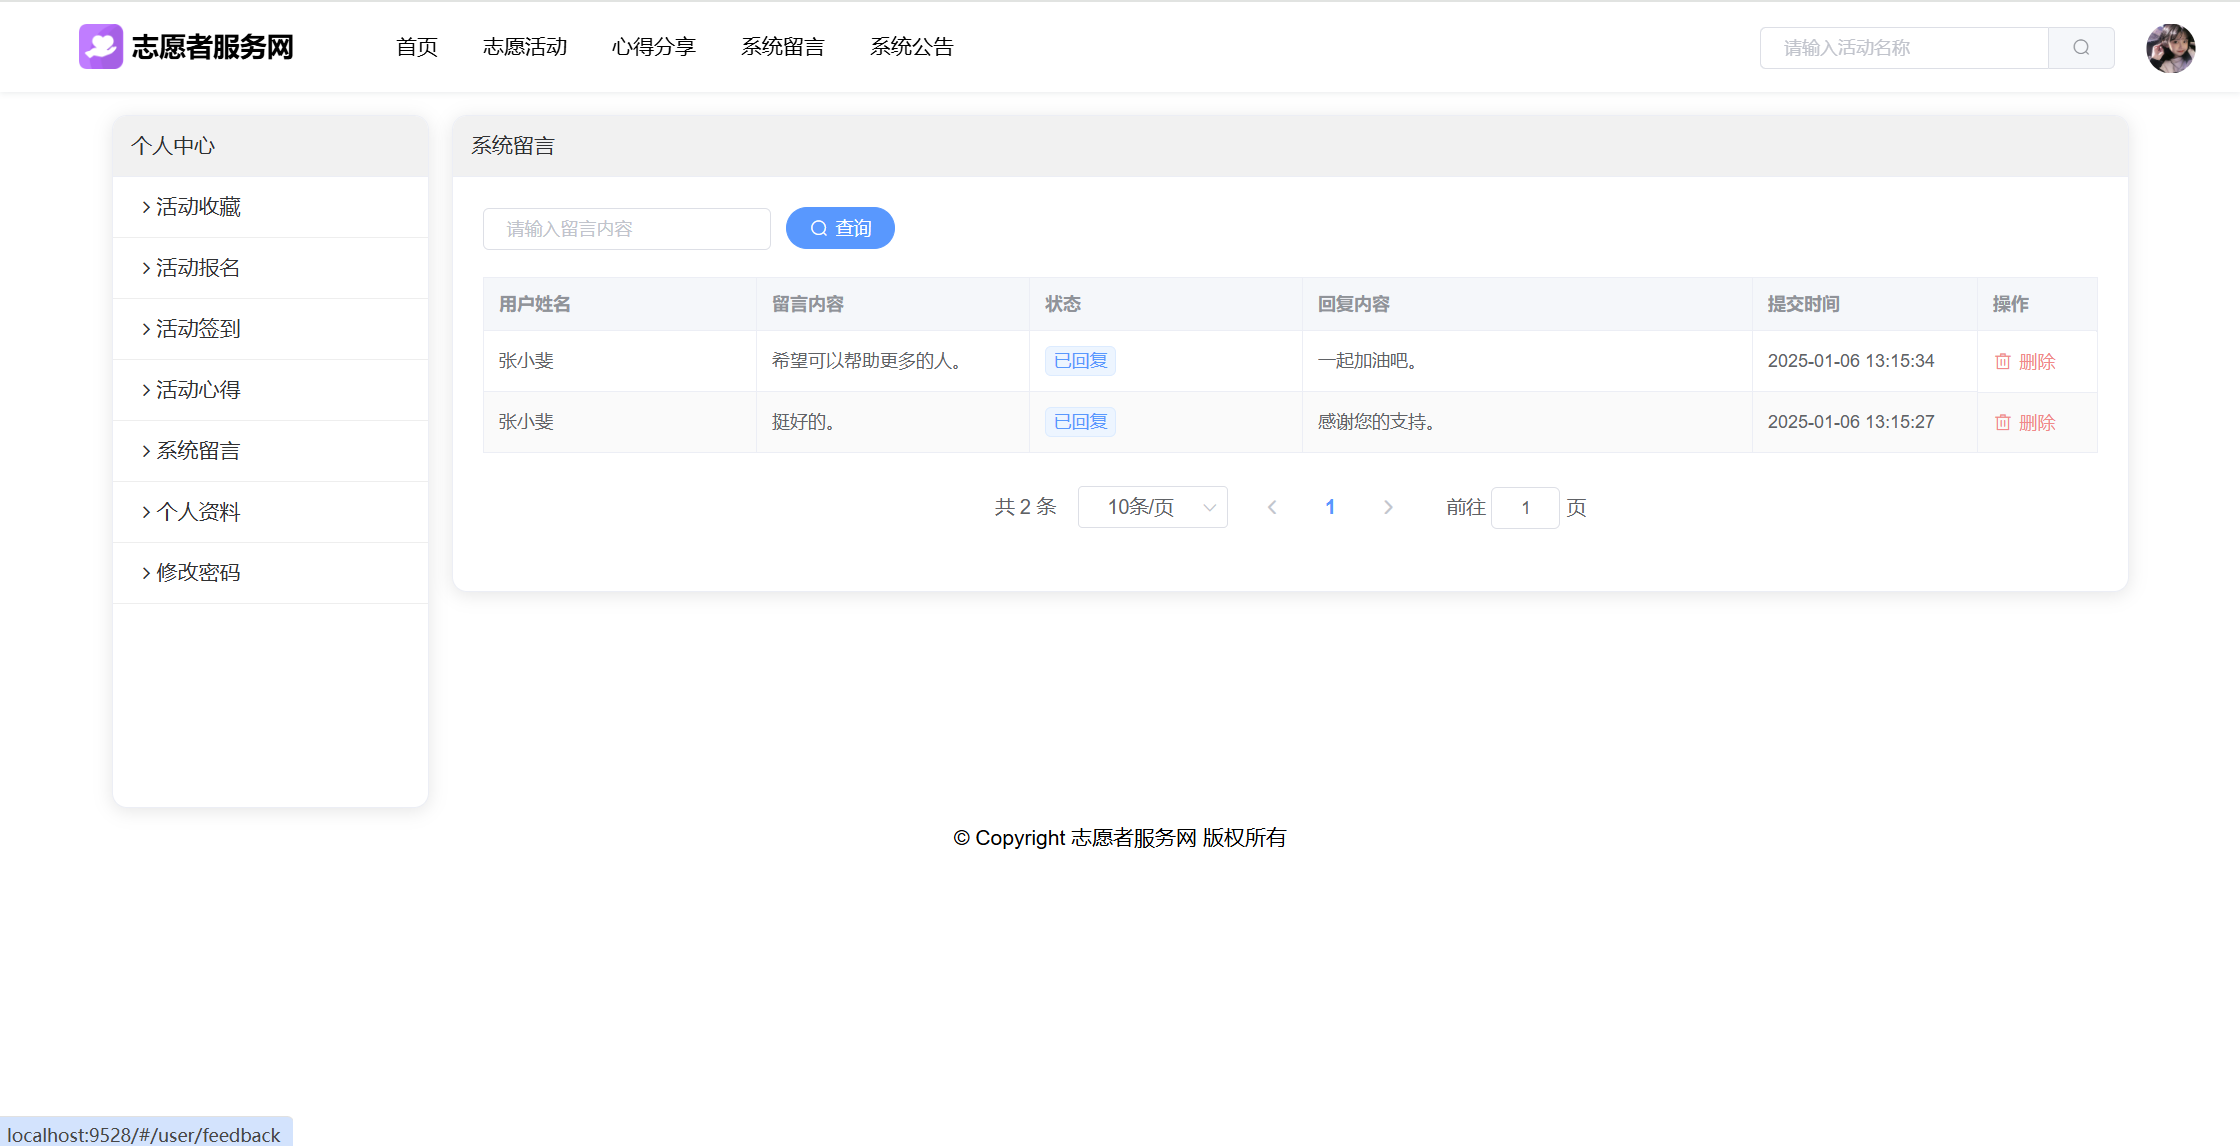 志愿者服务网 首页 志愿活动 心得分享 系统留言 系统公告 请输入活动名称
个人中心
活动收藏
活动报名
活动签到
活动心得
系统留言
个人资料
修改密码
系统留言
请输入留言内容 查询
用户姓名 留言内容 状态 回复内容 提交时间 操作
张小斐 希望可以帮助更多的人。 已回复 一起加油吧。 2025-01-06 13:15:34 删除
张小斐 挺好的。 已回复 感谢您的支持。 2025-01-06 13:15:27 删除
共 2 条 10条/页 1 前往 1 页
© Copyright 志愿者服务网 版权所有
localhost:9528/#/user/feedback